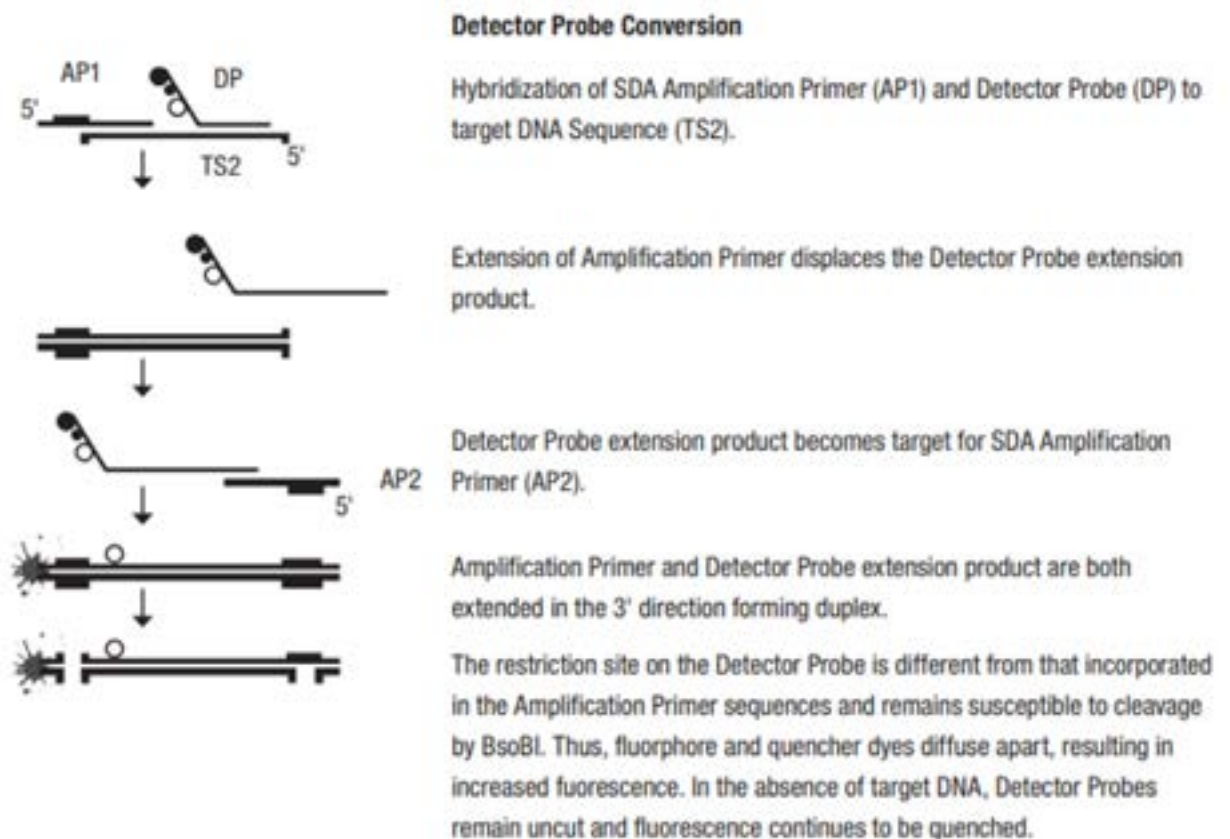 Detector Probe Conversion
AP1
DP
5'
TS2
5'
Hybridization of SDA Amplification Primer (AP1) and Detector Probe (DP) to
target DNA Sequence (TS2).
Extension of Amplification Primer displaces the Detector Probe extension
product.
AP2
5'
Detector Probe extension product becomes target for SDA Amplification
Primer (AP2).
Amplification Primer and Detector Probe extension product are both
extended in the 3' direction forming duplex.
The restriction site on the Detector Probe is different from that incorporated
in the Amplification Primer sequences and remains susceptible to cleavage
by BsoBI. Thus, fluorphore and quencher dyes diffuse apart, resulting in
increased fuorescence. In the absence of target DNA, Detector Probes
remain uncut and fluorescence continues to be quenched.